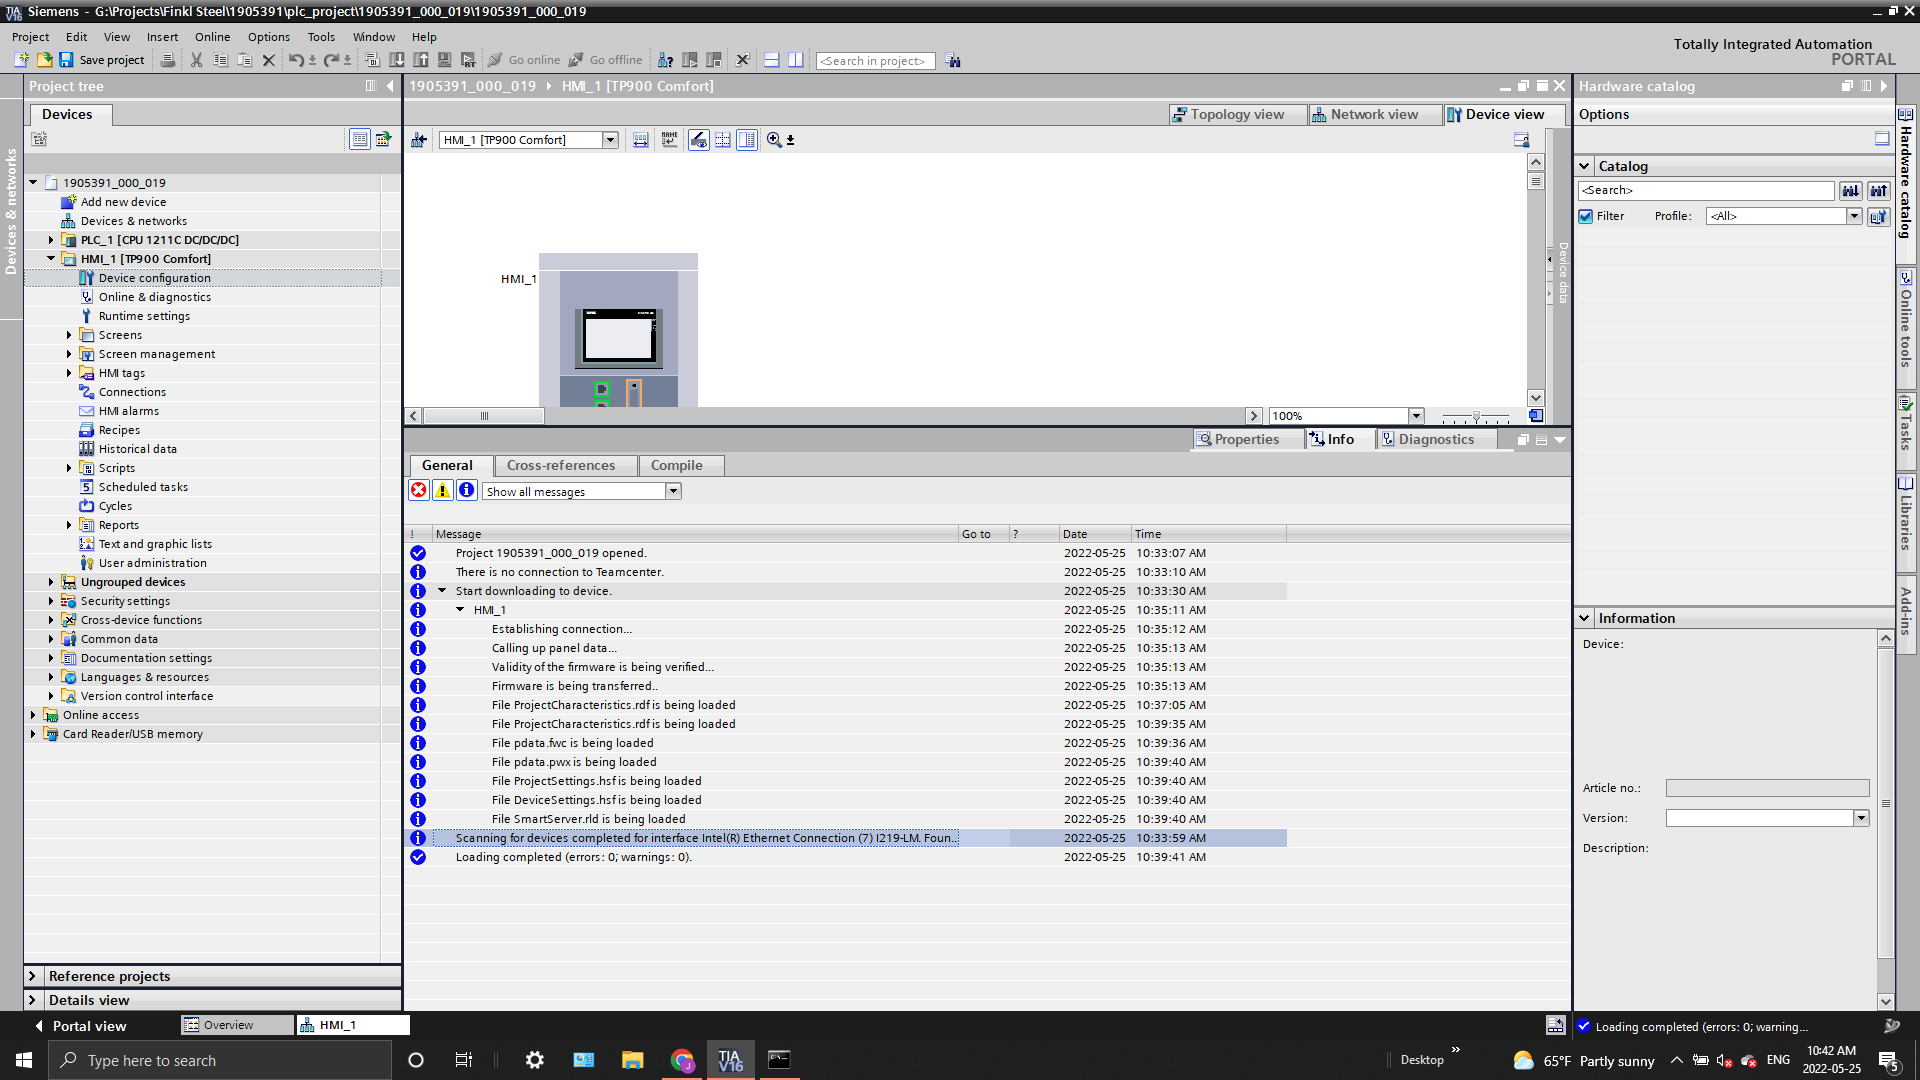 Siemens - G:\Projects\Finkl Steel\1905391\plc_project\1905391_000_019\1905391_000_019
Project Edit View Insert Online Options Tools Window Help
Totally Integrated Automation
PORTAL
Save project
Go online
Go offline
<Search in project>
Project tree
1905391_000_019 HMI_1 [TP900 Comfort]
Hardware catalog
Devices
Topology view
Network view
Device view
Options
HMI_1 [TP900 Comfort]
Devices & networks
1905391_000_019
Add new device
Devices & networks
PLC_1 [CPU 1211C DC/DC/DC]
HMI_1 [TP900 Comfort]
Device configuration
Online & diagnostics
Runtime settings
Screens
Screen management
HMI tags
Connections
HMI alarms
Recipes
Historical data
Scripts
Scheduled tasks
Cycles
Reports
Text and graphic lists
User administration
Ungrouped devices
Security settings
Cross-device functions
Common data
Documentation settings
Languages & resources
Version control interface
Online access
Card Reader/USB memory
Reference projects
Details view
HMI_1
Device data
100%
Properties
Info
Diagnostics
General
Cross-references
Compile
Show all messages
! Message Go to ? Date Time
Project 1905391_000_019 opened. 2022-05-25 10:33:07 AM
There is no connection to Teamcenter. 2022-05-25 10:33:10 AM
Start downloading to device. 2022-05-25 10:33:30 AM
HMI_1 2022-05-25 10:35:11 AM
Establishing connection... 2022-05-25 10:35:12 AM
Calling up panel data... 2022-05-25 10:35:13 AM
Validity of the firmware is being verified... 2022-05-25 10:35:13 AM
Firmware is being transferred.. 2022-05-25 10:35:13 AM
File ProjectCharacteristics.rdf is being loaded 2022-05-25 10:37:05 AM
File ProjectCharacteristics.rdf is being loaded 2022-05-25 10:39:35 AM
File pdata.fwc is being loaded 2022-05-25 10:39:36 AM
File pdata.pwx is being loaded 2022-05-25 10:39:40 AM
File ProjectSettings.hsf is being loaded 2022-05-25 10:39:40 AM
File DeviceSettings.hsf is being loaded 2022-05-25 10:39:40 AM
File SmartServer.rld is being loaded 2022-05-25 10:39:40 AM
Scanning for devices completed for interface Intel(R) Ethernet Connection (7) I219-LM. Foun... 2022-05-25 10:33:59 AM
Loading completed (errors: 0; warnings: 0). 2022-05-25 10:39:41 AM
Catalog
<Search>
Filter Profile: <All>
Information
Device:
Article no.:
Version:
Description:
Hardware catalog
Online tools
Tasks
Libraries
Add-ins
Portal view
Overview
HMI_1
Loading completed (errors: 0; warning...
Type here to search
TIA
V16
Desktop
65°F Partly sunny
ENG
10:42 AM
2022-05-25
5